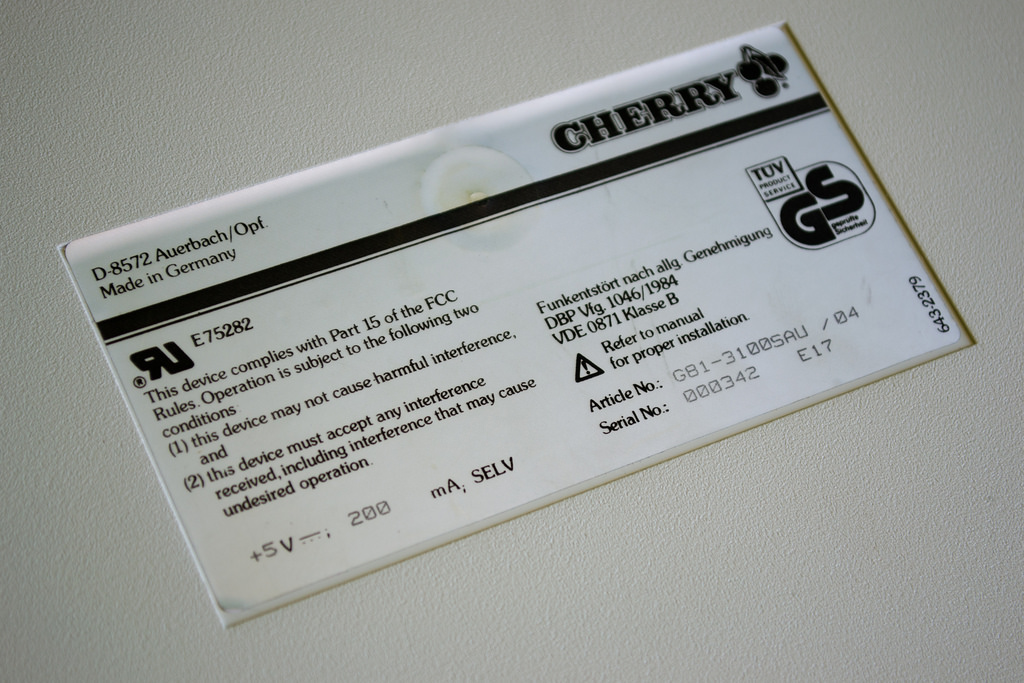 CHERRY
D-8572 Auerbach/Opf.
Made in Germany
TÜV
PRODUCT
SERVICE
GS
geprüfte
Sicherheit
E75282
This device complies with Part 15 of the FCC
Rules. Operation is subject to the following two
conditions
(1) this device may not cause harmful interference,
and
(2) this device must accept any interference
received, including interference that may cause
undesired operation.
+5V⎓; 200 mA; SELV
Funkentstört nach allg. Genehmigung
DBP Vfg. 1046/1984
VDE 0871 Klasse B
Refer to manual
for proper installation.
Article No.: G81-3100SAU /04
Serial No.: 000342 E17
643-2379